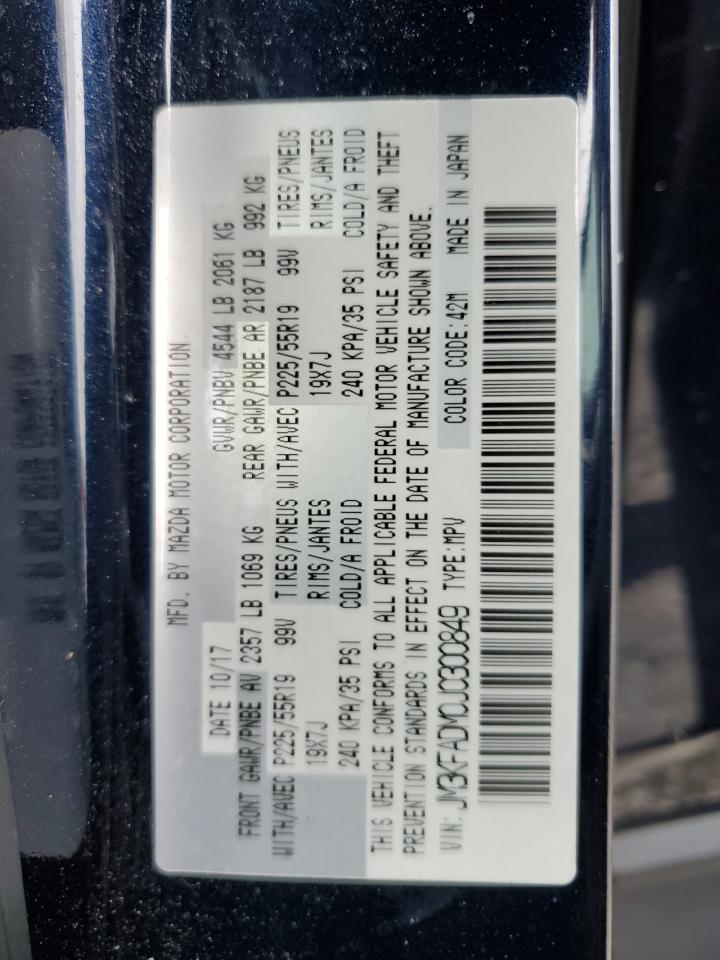 MFD. BY MAZDA MOTOR CORPORATION
DATE 10/17 GVWR/PNBV 4544 LB 2061 KG
FRONT GAWR/PNBE AV 2357 LB 1069 KG REAR GAWR/PNBE AR 2187 LB 992 KG
WITH/AVEC P225/55R19 99V TIRES/PNEUS WITH/AVEC P225/55R19 99V TIRES/PNEUS
19X7J RIMS/JANTES 19X7J RIMS/JANTES
240 KPA/35 PSI COLD/A FROID 240 KPA/35 PSI COLD/A FROID
THIS VEHICLE CONFORMS TO ALL APPLICABLE FEDERAL MOTOR VEHICLE SAFETY AND THEFT
PREVENTION STANDARDS IN EFFECT ON THE DATE OF MANUFACTURE SHOWN ABOVE.
VIN: JM3KFADM0J0300849 TYPE:MPV COLOR CODE:42M MADE IN JAPAN